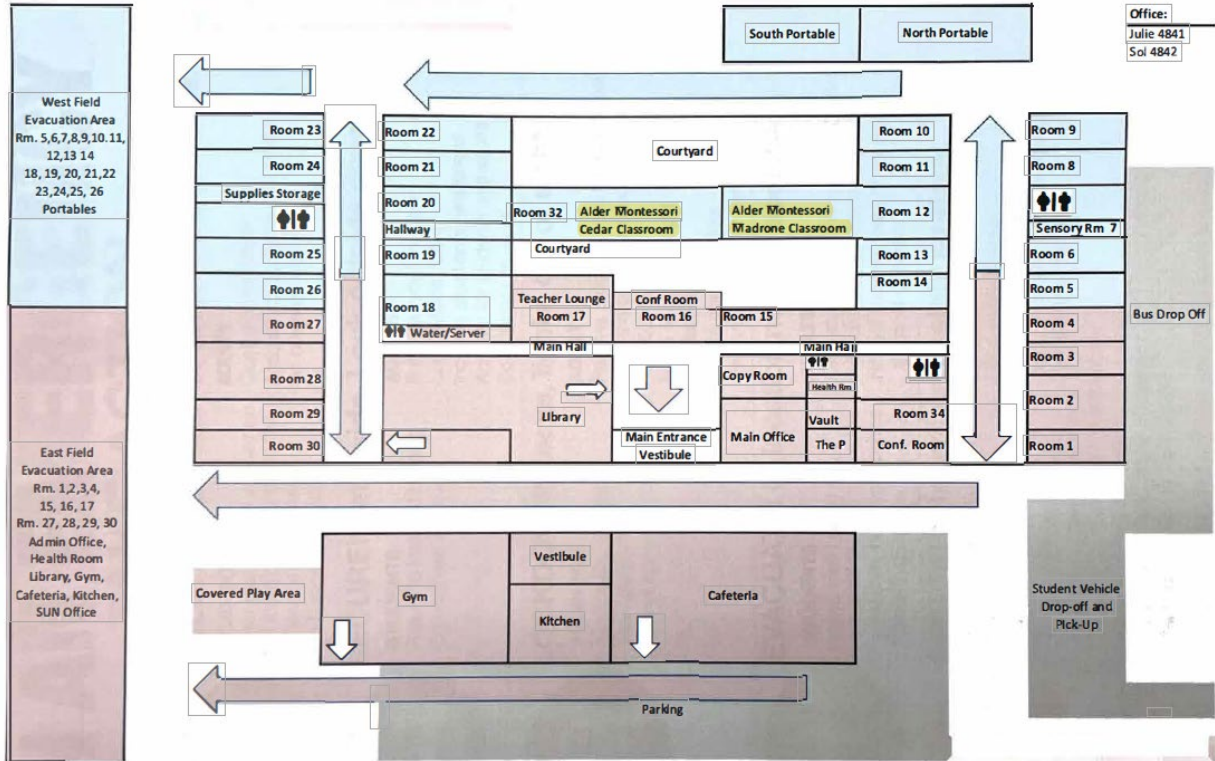 South Portable
North Portable
Office:
Julie 4841
Sol 4842
West Field
Evacuation Area
Rm. 5,6,7,8,9,10.11,
12,13 14
18, 19, 20, 21,22
23,24,25, 26
Portables
Room 23
Room 24
Supplies Storage
Room 25
Room 26
Room 27
Room 28
Room 29
Room 30
Room 22
Room 21
Room 20
Hallway
Room 19
Room 18
Water/Server
Courtyard
Room 32
Alder Montessori
Cedar Classroom
Alder Montessori
Madrone Classroom
Courtyard
Teacher Lounge
Room 17
Conf Room
Room 16
Room 15
Room 10
Room 11
Room 12
Room 13
Room 14
Room 9
Room 8
Sensory Rm 7
Room 6
Room 5
Room 4
Room 3
Room 2
Room 1
Bus Drop Off
Main Hall
Main Hall
Library
Main Entrance
Vestibule
Copy Room
Main Office
Health Rm
Vault
The P
Room 34
Conf. Room
East Field
Evacuation Area
Rm. 1,2,3,4,
15, 16, 17
Rm. 27, 28, 29, 30
Admin Office,
Health Room
Library, Gym,
Cafeteria, Kitchen,
SUN Office
Covered Play Area
Gym
Vestibule
Kitchen
Cafeteria
Student Vehicle
Drop-off and
Pick-Up
Parking